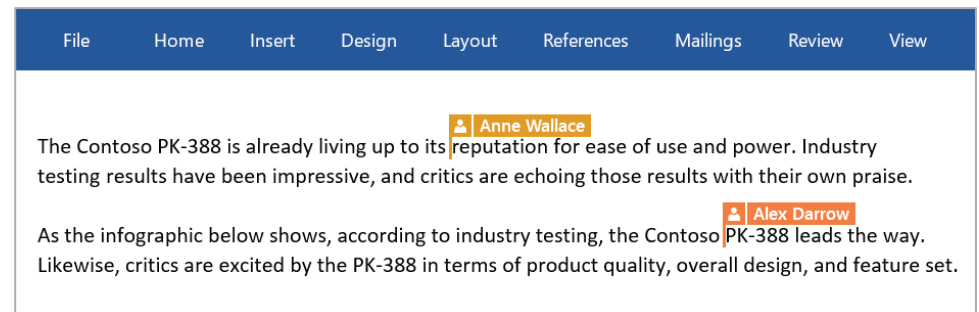 File Home Insert Design Layout References Mailings Review View
Anne Wallace
The Contoso PK-388 is already living up to its reputation for ease of use and power. Industry
testing results have been impressive, and critics are echoing those results with their own praise.
Alex Darrow
As the infographic below shows, according to industry testing, the Contoso PK-388 leads the way.
Likewise, critics are excited by the PK-388 in terms of product quality, overall design, and feature set.